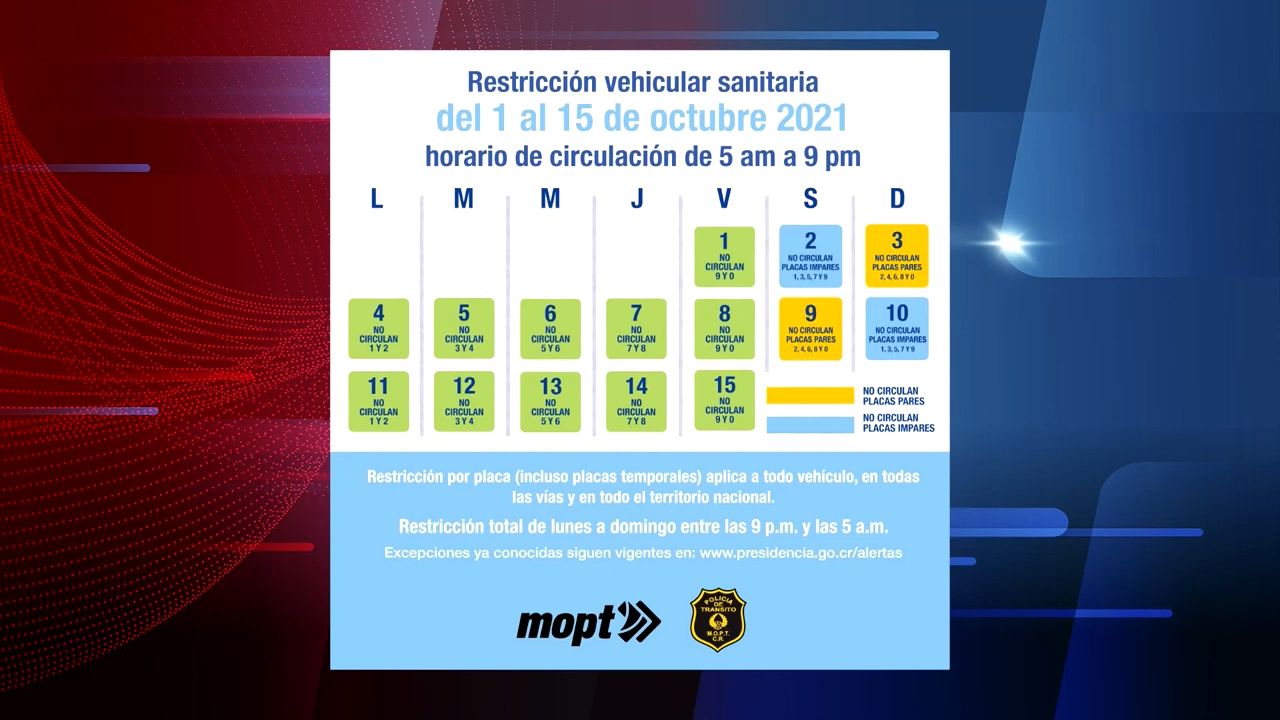 Restricción vehicular sanitaria
del 1 al 15 de octubre 2021
horario de circulación de 5 am a 9 pm
L M M J V S D
1
NO
CIRCULAN
9 Y 0
2
NO CIRCULAN
PLACAS IMPARES
1, 3, 5, 7 Y 9
3
NO CIRCULAN
PLACAS PARES
2, 4, 6, 8 Y 0
4
NO
CIRCULAN
1 Y 2
5
NO
CIRCULAN
3 Y 4
6
NO
CIRCULAN
5 Y 6
7
NO
CIRCULAN
7 Y 8
8
NO
CIRCULAN
9 Y 0
9
NO CIRCULAN
PLACAS PARES
2, 4, 6, 8 Y 0
10
NO CIRCULAN
PLACAS IMPARES
1, 3, 5, 7 Y 9
11
NO
CIRCULAN
1 Y 2
12
NO
CIRCULAN
3 Y 4
13
NO
CIRCULAN
5 Y 6
14
NO
CIRCULAN
7 Y 8
15
NO
CIRCULAN
9 Y 0
NO CIRCULAN
PLACAS PARES
NO CIRCULAN
PLACAS IMPARES
Restricción por placa (incluso placas temporales) aplica a todo vehículo, en todas
las vías y en todo el territorio nacional.
Restricción total de lunes a domingo entre las 9 p.m. y las 5 a.m.
Excepciones ya conocidas siguen vigentes en: www.presidencia.go.cr/alertas
mopt
POLICIA
DE
TRANSITO
M.O.P.T.
C.R.